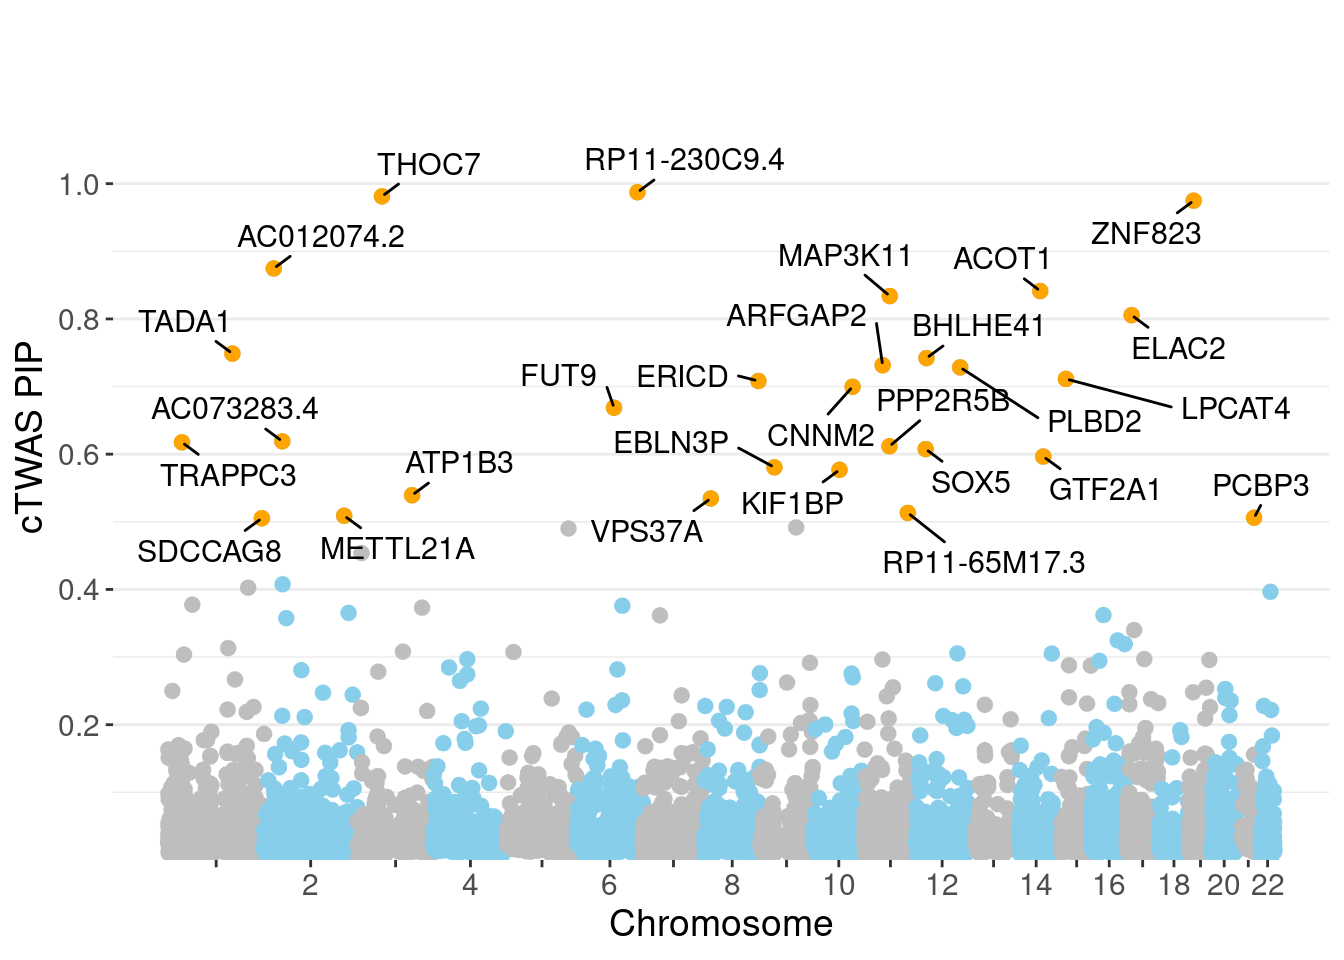 THOC7
RP11-230C9.4
1.0
ZNF823
AC012074.2
MAP3K11
ACOT1
ARFGAP2
BHLHE41
TADA1
0.8
ELAC2
FUT9
ERICD
AC073283.4
PPP2R5B
LPCAT4
PLBD2
CNNM2
EBLN3P
0.6
ATP1B3
TRAPPC3
SOX5
GTF2A1
PCBP3
KIF1BP
VPS37A
SDCCAG8
METTL21A
RP11-65M17.3
0.4
0.2
cTWAS PIP
2 4 6 8 10 12 14 16 18 20 22
Chromosome